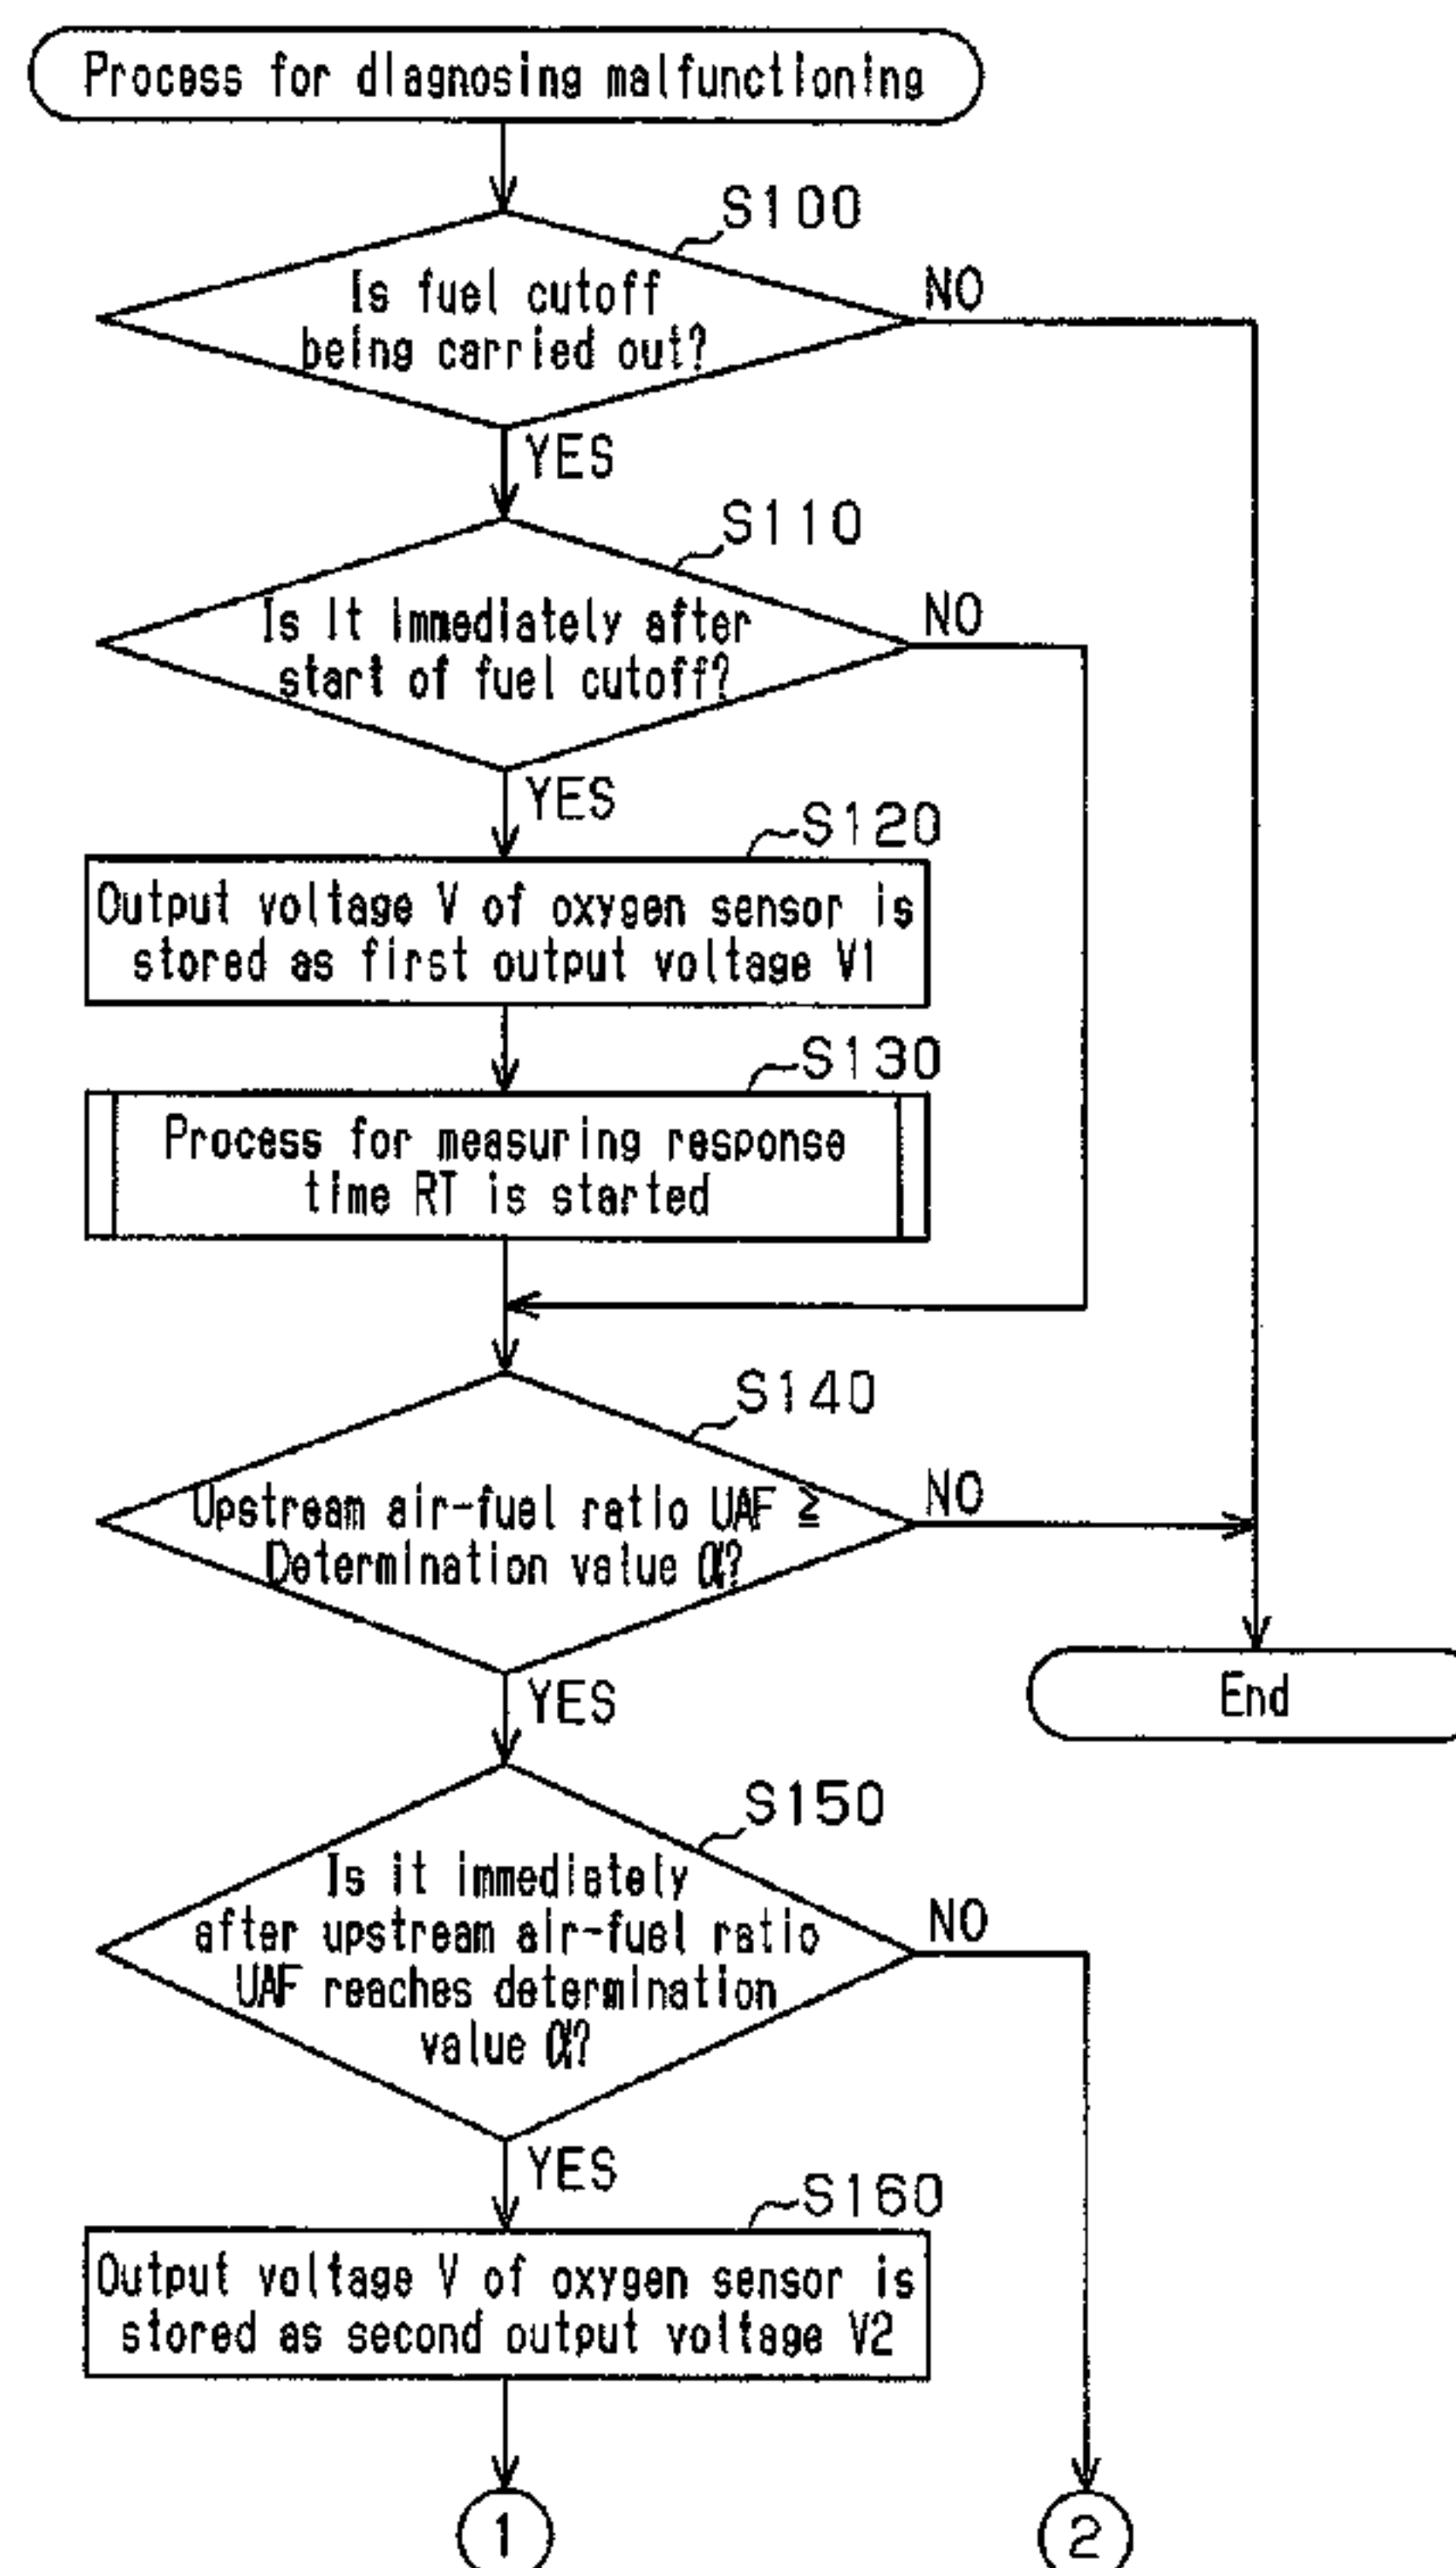 Process for diagnosing malfunctioning
S100
Is fuel cutoff
being carried out?
NO
YES
S110
Is it immediately after
start of fuel cutoff?
NO
YES
S120
Output voltage V of oxygen sensor is
stored as first output voltage V1
S130
Process for measuring response
time RT is started
S140
Upstream air-fuel ratio UAF ≧
Determination value α?
NO
YES
End
S150
Is it immediately
after upstream air-fuel ratio
UAF reaches determination
value α?
NO
YES
S160
Output voltage V of oxygen sensor is
stored as second output voltage V2
1
2